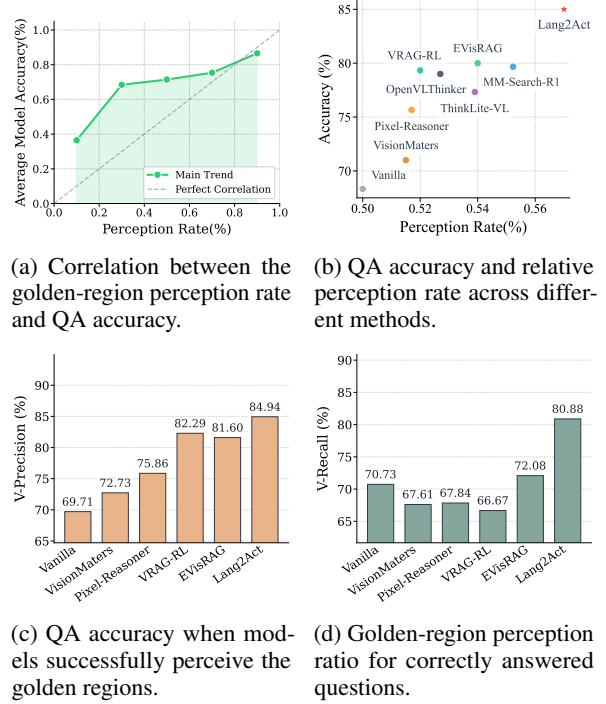 Average Model Accuracy(%)
1.0
0.8
0.6
0.4
0.2
0.0
0.0 0.2 0.4 0.6 0.8 1.0
Perception Rate(%)
Main Trend
Perfect Correlation
Accuracy (%)
85
80
75
70
0.50 0.52 0.54 0.56
Perception Rate(%)
Lang2Act
EVisRAG
VRAG-RL
MM-Search-R1
OpenVLThinker
ThinkLite-VL
Pixel-Reasoner
VisionMaters
Vanilla
(a) Correlation between the
golden-region perception rate
and QA accuracy.
(b) QA accuracy and relative
perception rate across differ-
ent methods.
V-Precision (%)
90
85
80
75
70
65
69.71
72.73
75.86
82.29
81.60
84.94
Vanilla
VisionMaters
Pixel-Reasoner
VRAG-RL
EVisRAG
Lang2Act
V-Recall (%)
90
85
80
75
70
65
70.73
67.61
67.84
66.67
72.08
80.88
Vanilla
VisionMaters
Pixel-Reasoner
VRAG-RL
EVisRAG
Lang2Act
(c) QA accuracy when mod-
els successfully perceive the
golden regions.
(d) Golden-region perception
ratio for correctly answered
questions.